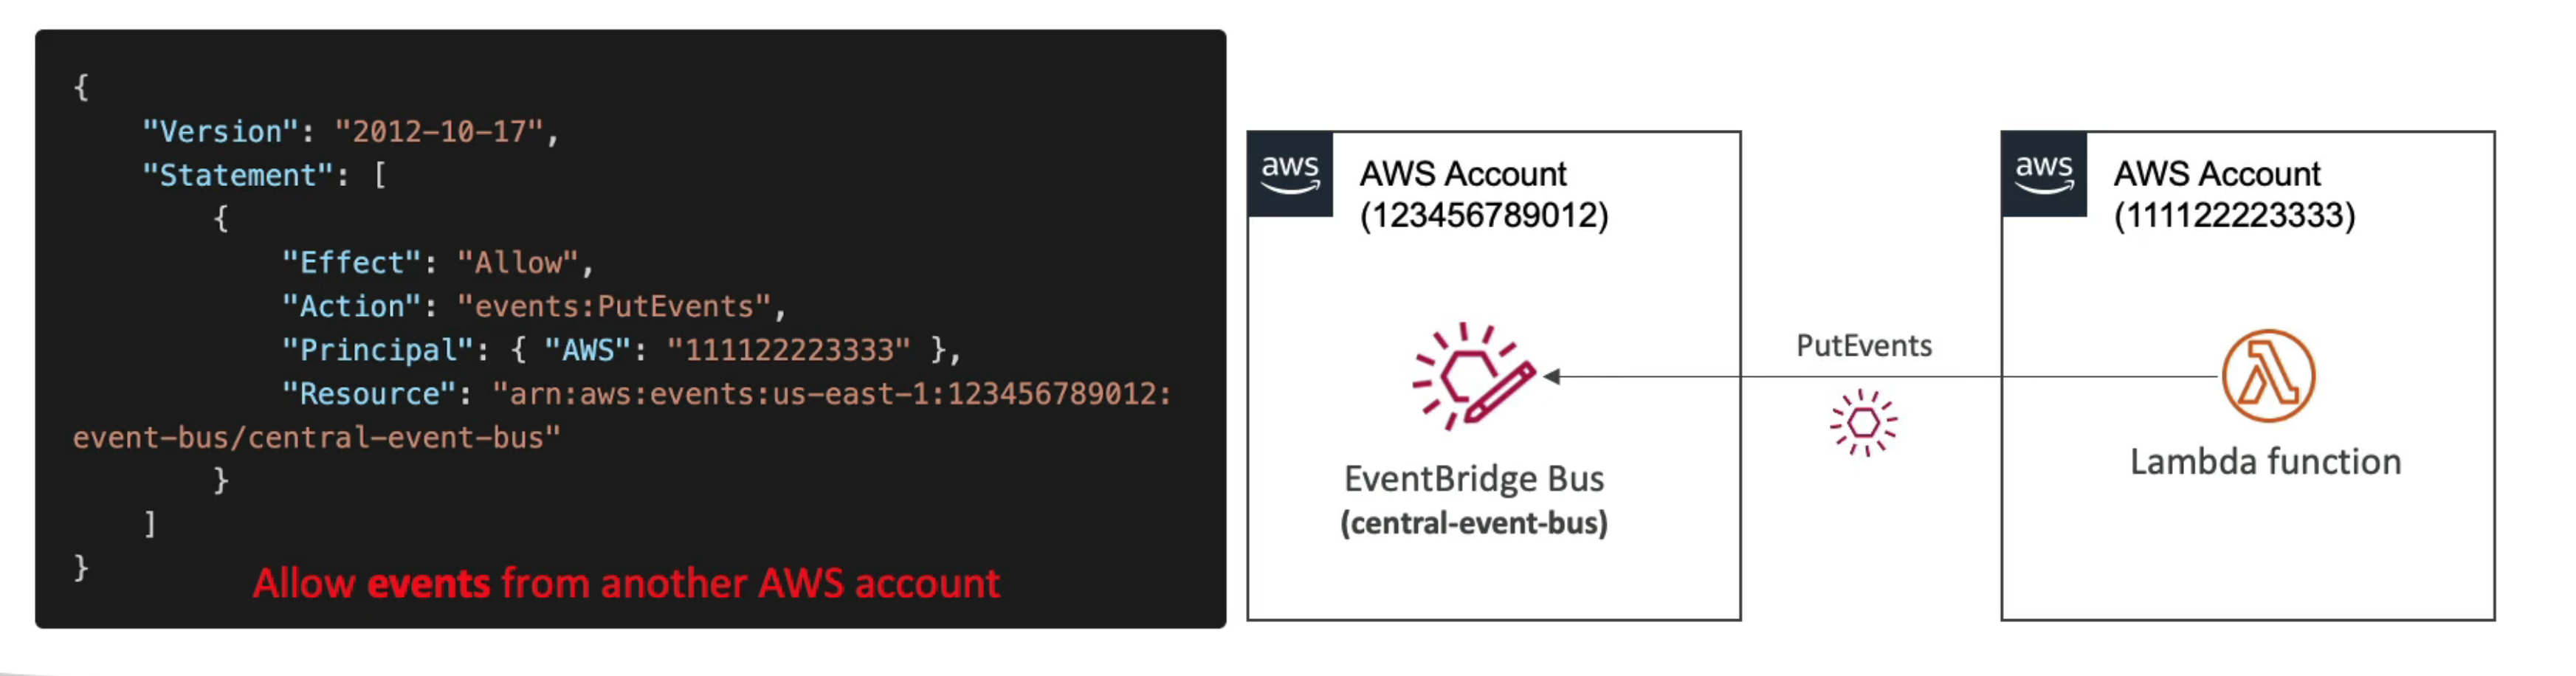 {
"Version": "2012-10-17",
"Statement": [
{
"Effect": "Allow",
"Action": "events:PutEvents",
"Principal": { "AWS": "111122223333" },
"Resource": "arn:aws:events:us-east-1:123456789012:
event-bus/central-event-bus"
}
]
}
Allow events from another AWS account
aws
AWS Account
(123456789012)
EventBridge Bus
(central-event-bus)
PutEvents
aws
AWS Account
(111122223333)
Lambda function